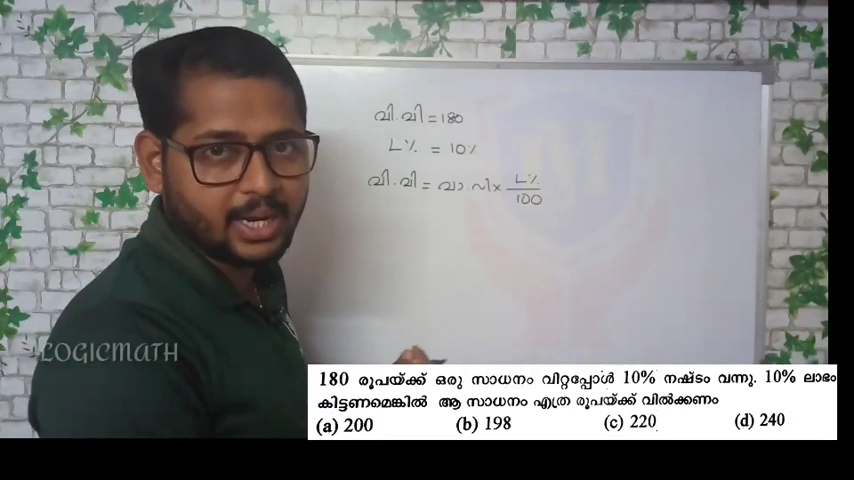 വി.വി = 180
L% = 10%
വി.വി = വാ വി × L%
100
LOGICMATH
180 രൂപയ്ക്ക് ഒരു സാധനം വിറ്റപ്പോൾ 10% നഷ്ടം വന്നു. 10% ലാഭം
കിട്ടണമെങ്കിൽ ആ സാധനം എത്ര രൂപയ്ക്ക് വിൽക്കണം
(a) 200 (b) 198 (c) 220 (d) 240